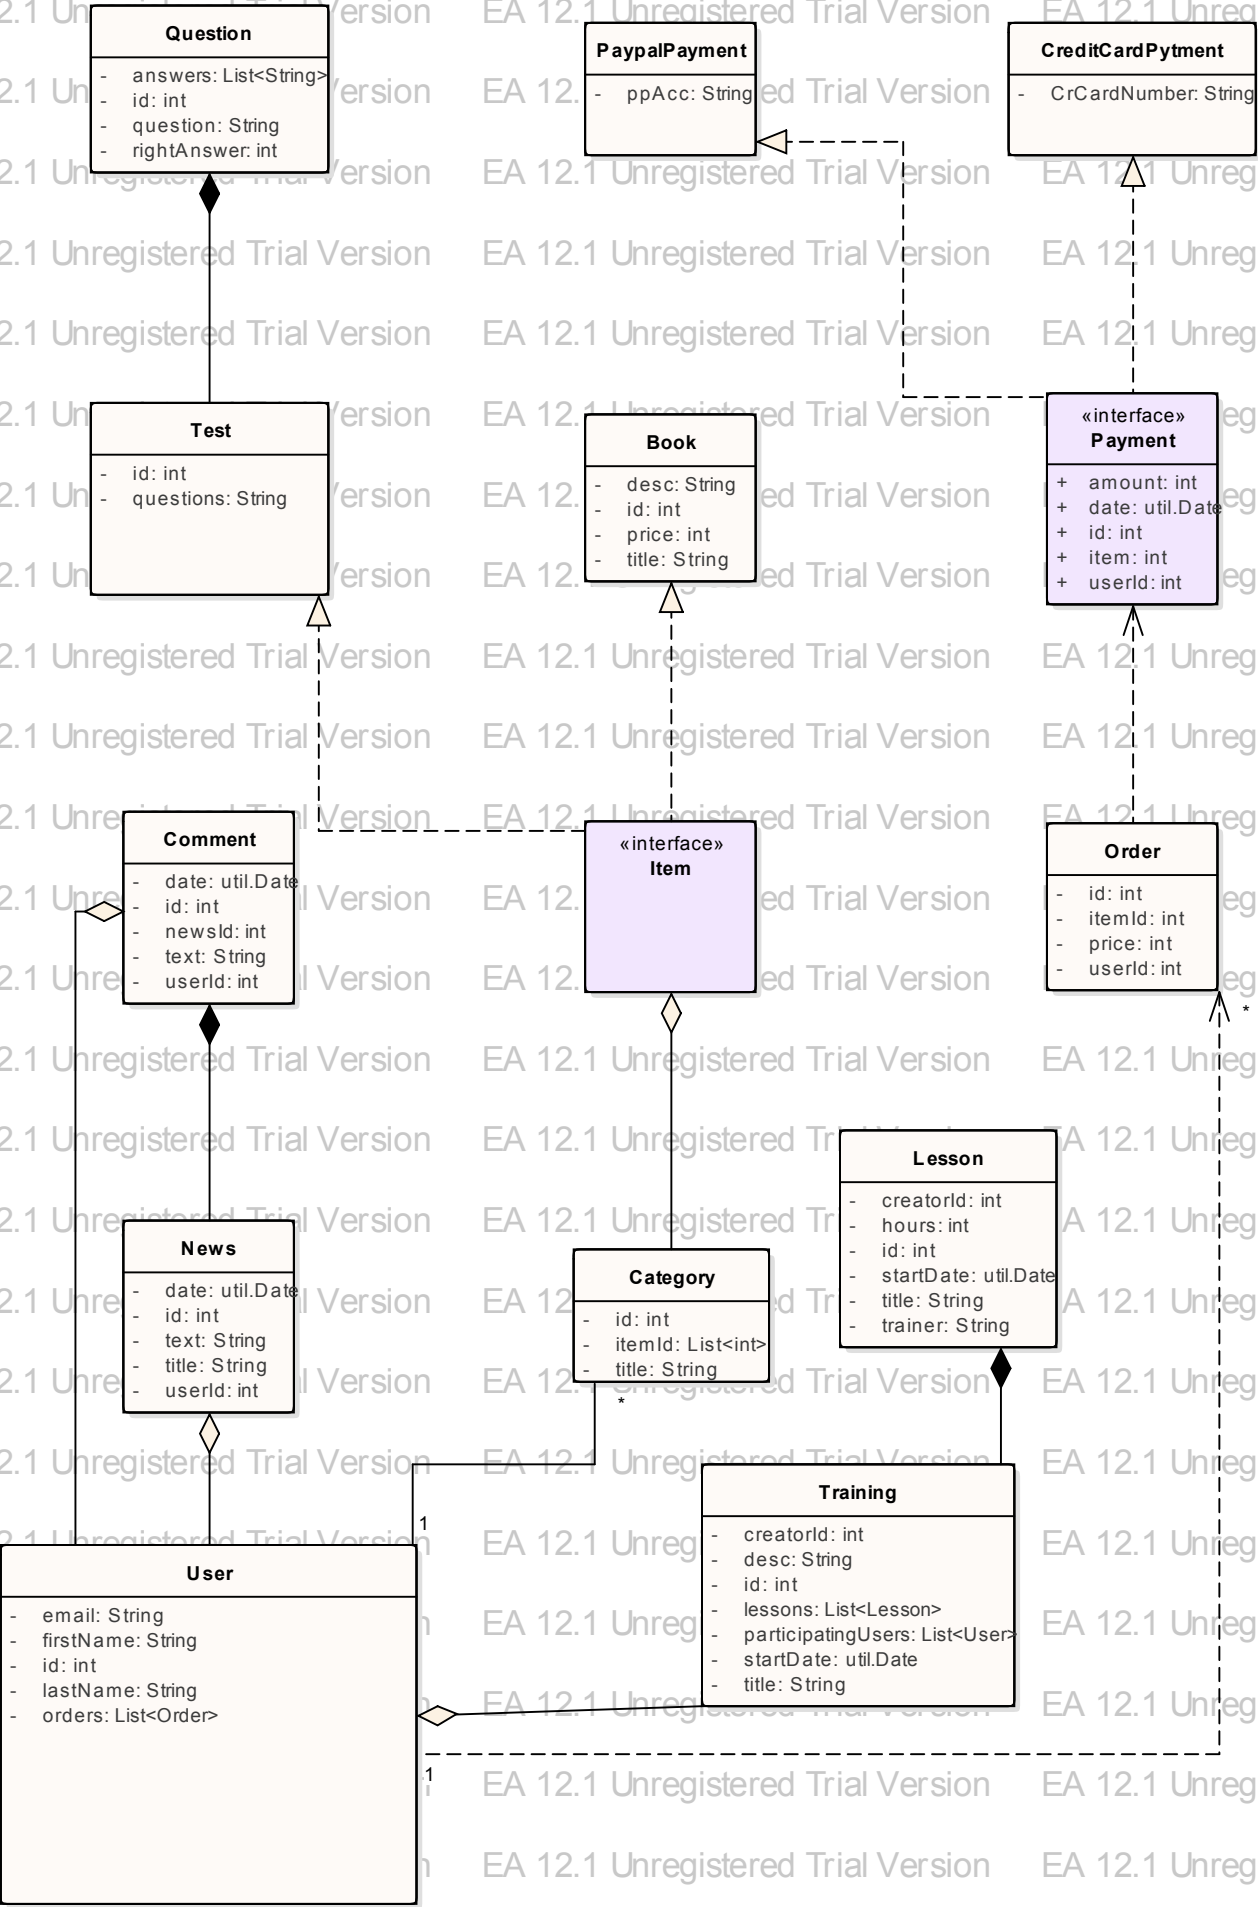 Question
- answers: List<String>
- id: int
- question: String
- rightAnswer: int
PaypalPayment
- ppAcc: String
CreditCardPytment
- CrCardNumber: String
Test
- id: int
- questions: String
Book
- desc: String
- id: int
- price: int
- title: String
«interface»
Payment
+ amount: int
+ date: util.Date
+ id: int
+ item: int
+ userId: int
Comment
- date: util.Date
- id: int
- newsId: int
- text: String
- userId: int
«interface»
Item
Order
- id: int
- itemId: int
- price: int
- userId: int
*
Lesson
- creatorId: int
- hours: int
- id: int
- startDate: util.Date
- title: String
- trainer: String
News
- date: util.Date
- id: int
- text: String
- title: String
- userId: int
Category
- id: int
- itemId: List<int>
- title: String
*
1
Training
- creatorId: int
- desc: String
- id: int
- lessons: List<Lesson>
- participatingUsers: List<User>
- startDate: util.Date
- title: String
User
- email: String
- firstName: String
- id: int
- lastName: String
- orders: List<Order>
1
EA 12.1 Unregistered Trial Version